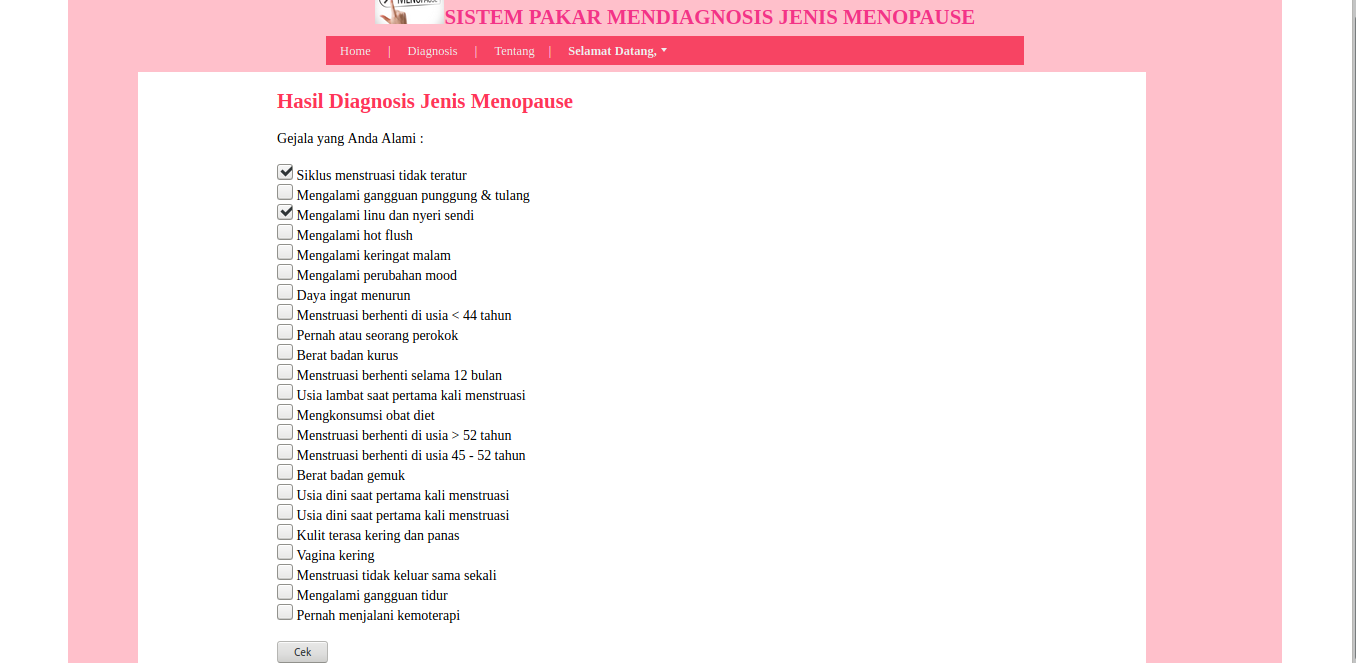 SISTEM PAKAR MENDIAGNOSIS JENIS MENOPAUSE
Home | Diagnosis | Tentang | Selamat Datang,
Hasil Diagnosis Jenis Menopause
Gejala yang Anda Alami :
Siklus menstruasi tidak teratur
Mengalami gangguan punggung & tulang
Mengalami linu dan nyeri sendi
Mengalami hot flush
Mengalami keringat malam
Mengalami perubahan mood
Daya ingat menurun
Menstruasi berhenti di usia < 44 tahun
Pernah atau seorang perokok
Berat badan kurus
Menstruasi berhenti selama 12 bulan
Usia lambat saat pertama kali menstruasi
Mengkonsumsi obat diet
Menstruasi berhenti di usia > 52 tahun
Menstruasi berhenti di usia 45 - 52 tahun
Berat badan gemuk
Usia dini saat pertama kali menstruasi
Usia dini saat pertama kali menstruasi
Kulit terasa kering dan panas
Vagina kering
Menstruasi tidak keluar sama sekali
Mengalami gangguan tidur
Pernah menjalani kemoterapi
Cek